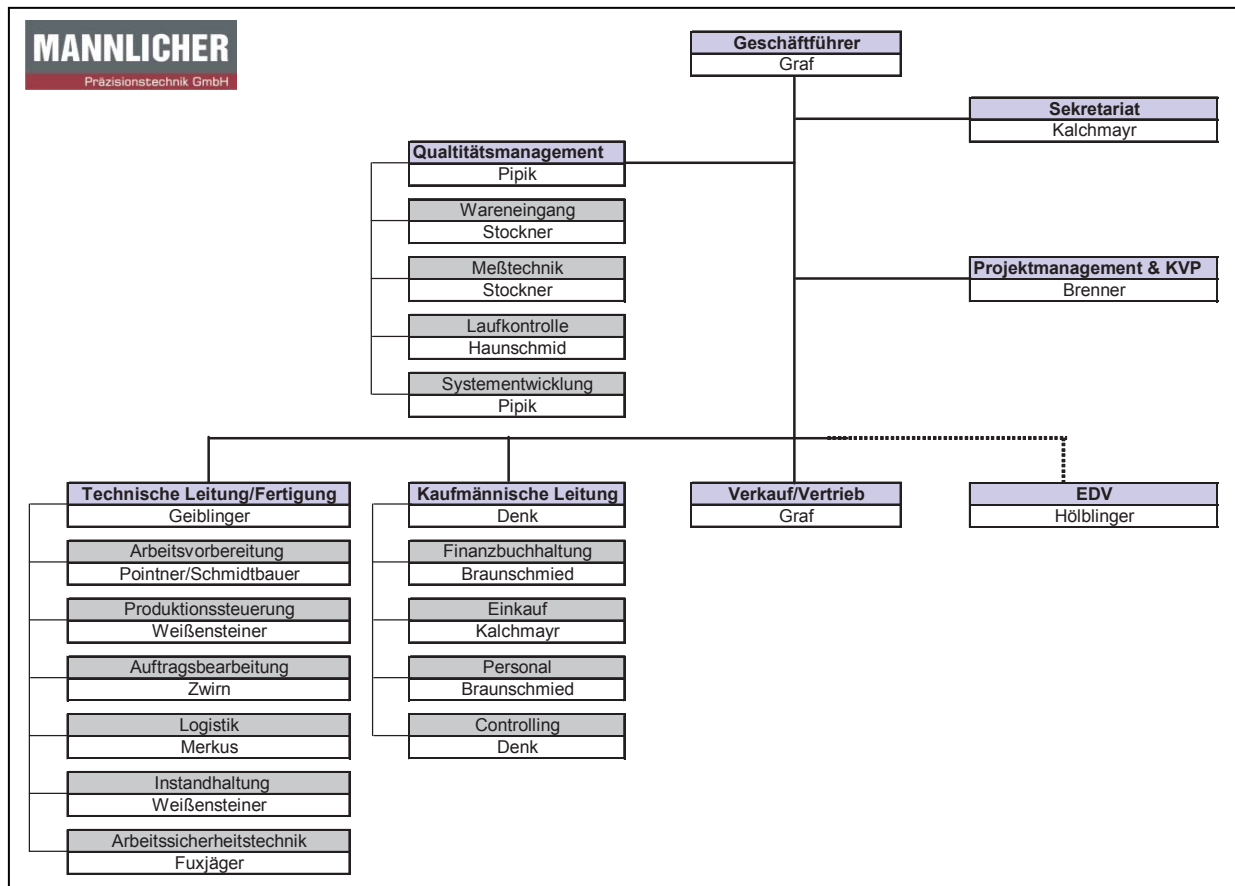 MANNLICHER
Präzisionstechnik GmbH
Geschäftführer
Graf
Sekretariat
Kalchmayr
Qualtitätsmanagement
Pipik
Wareneingang
Stockner
Meßtechnik
Stockner
Laufkontrolle
Haunschmid
Systementwicklung
Pipik
Projektmanagement & KVP
Brenner
Technische Leitung/Fertigung
Geiblinger
Arbeitsvorbereitung
Pointner/Schmidtbauer
Produktionssteuerung
Weißensteiner
Auftragsbearbeitung
Zwirn
Logistik
Merkus
Instandhaltung
Weißensteiner
Arbeitssicherheitstechnik
Fuxjäger
Kaufmännische Leitung
Denk
Finanzbuchhaltung
Braunschmied
Einkauf
Kalchmayr
Personal
Braunschmied
Controlling
Denk
Verkauf/Vertrieb
Graf
EDV
Hölblinger